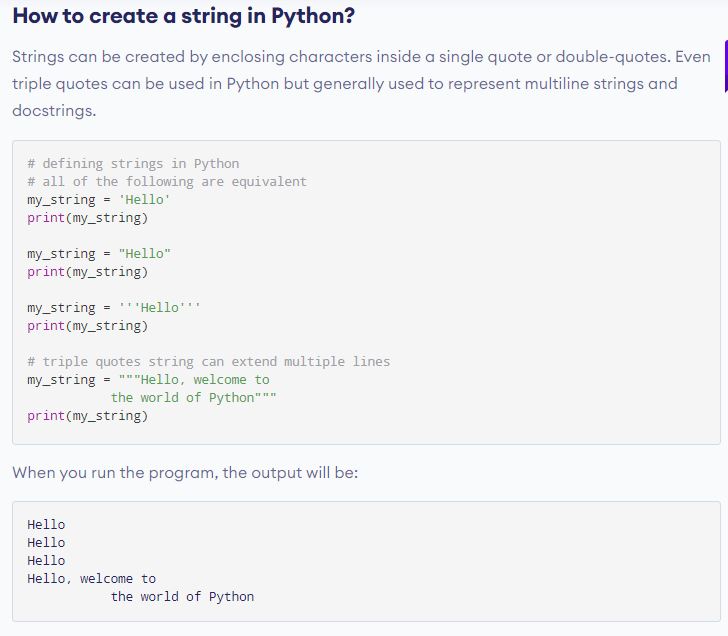 How to create a string in Python?
Strings can be created by enclosing characters inside a single quote or double-quotes. Even
triple quotes can be used in Python but generally used to represent multiline strings and
docstrings.
# defining strings in Python
# all of the following are equivalent
my_string = 'Hello'
print(my_string)
my_string = "Hello"
print(my_string)
my_string = '''Hello'''
print(my_string)
# triple quotes string can extend multiple lines
my_string = """Hello, welcome to
           the world of Python"""
print(my_string)
When you run the program, the output will be:
Hello
Hello
Hello
Hello, welcome to
           the world of Python